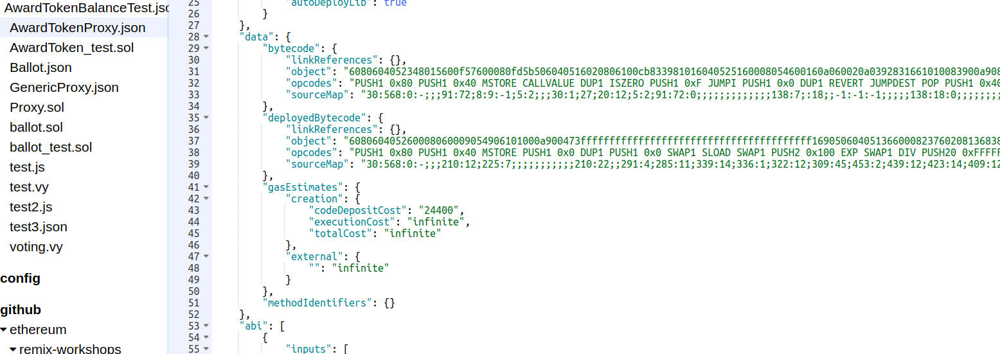 AwardTokenBalanceTest.jso
AwardTokenProxy.json
AwardToken_test.sol
Ballot.json
GenericProxy.json
Proxy.sol
ballot.sol
ballot_test.sol
test.js
test.vy
test2.js
test3.json
voting.vy
config
github
ethereum
remix-workshops
25 "autoDeployLib": true
26 }
27 },
28 "data": {
29 "bytecode": {
30 "linkReferences": {},
31 "object": "6080604052348015600f57600080fd5b506040516020806100cb833981016040525160008054600160a060020a0392831661010083900a908
32 "opcodes": "PUSH1 0x80 PUSH1 0x40 MSTORE CALLVALUE DUP1 ISZERO PUSH1 0xF JUMPI PUSH1 0x0 DUP1 REVERT JUMPDEST POP PUSH1 0x40
33 "sourceMap": "30:568:0:-;;;91:72;8:9:-1;5:2;;;30:1;27;20:12;5:2;91:72:0;;;;;;;;;;;;;138:7;:18;;-1:-1:-1;;;;;138:18:0;;;;;;;;
34 },
35 "deployedBytecode": {
36 "linkReferences": {},
37 "object": "608060405260008060009054906101000a900473ffffffffffffffffffffffffffffffffffffffff1690506040513660008237602081368​38
38 "opcodes": "PUSH1 0x80 PUSH1 0x40 MSTORE PUSH1 0x0 DUP1 PUSH1 0x0 SWAP1 SLOAD SWAP1 PUSH2 0x100 EXP SWAP1 DIV PUSH20 0xFFFFF
39 "sourceMap": "30:568:0:-;;;210:12;225:7;;;;;;;;;;;210:22;;291:4;285:11;339:14;336:1;322:12;309:45;453:2;439:12;423:14;409:12
40 },
41 "gasEstimates": {
42 "creation": {
43 "codeDepositCost": "24400",
44 "executionCost": "infinite",
45 "totalCost": "infinite"
46 },
47 "external": {
48 "": "infinite"
49 }
50 },
51 "methodIdentifiers": {}
52 },
53 "abi": [
54 {
55 "inputs": [